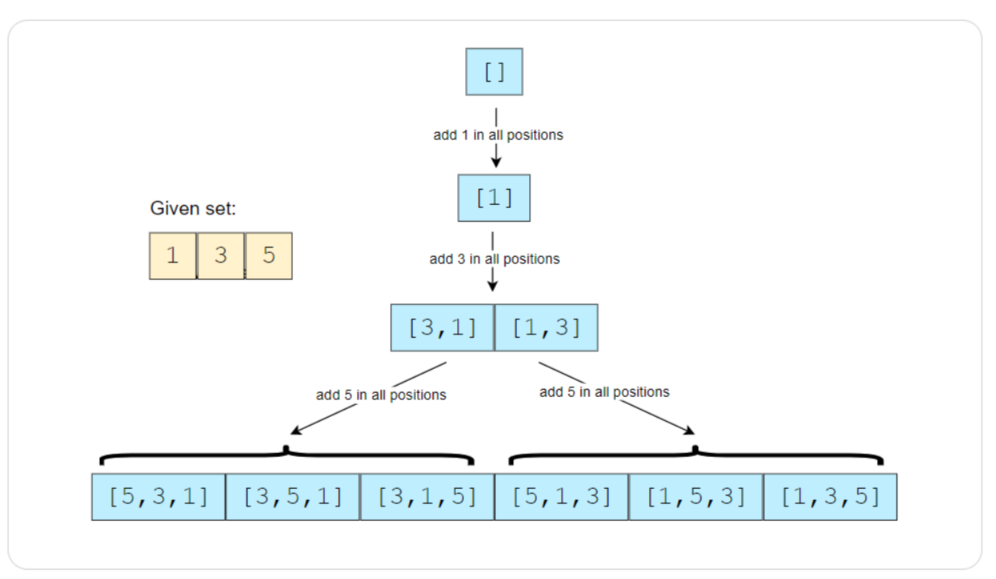 []
add 1 in all positions
[1]
Given set:
1 3 5
add 3 in all positions
[3,1] [1,3]
add 5 in all positions
add 5 in all positions
[5,3,1] [3,5,1] [3,1,5] [5,1,3] [1,5,3] [1,3,5]